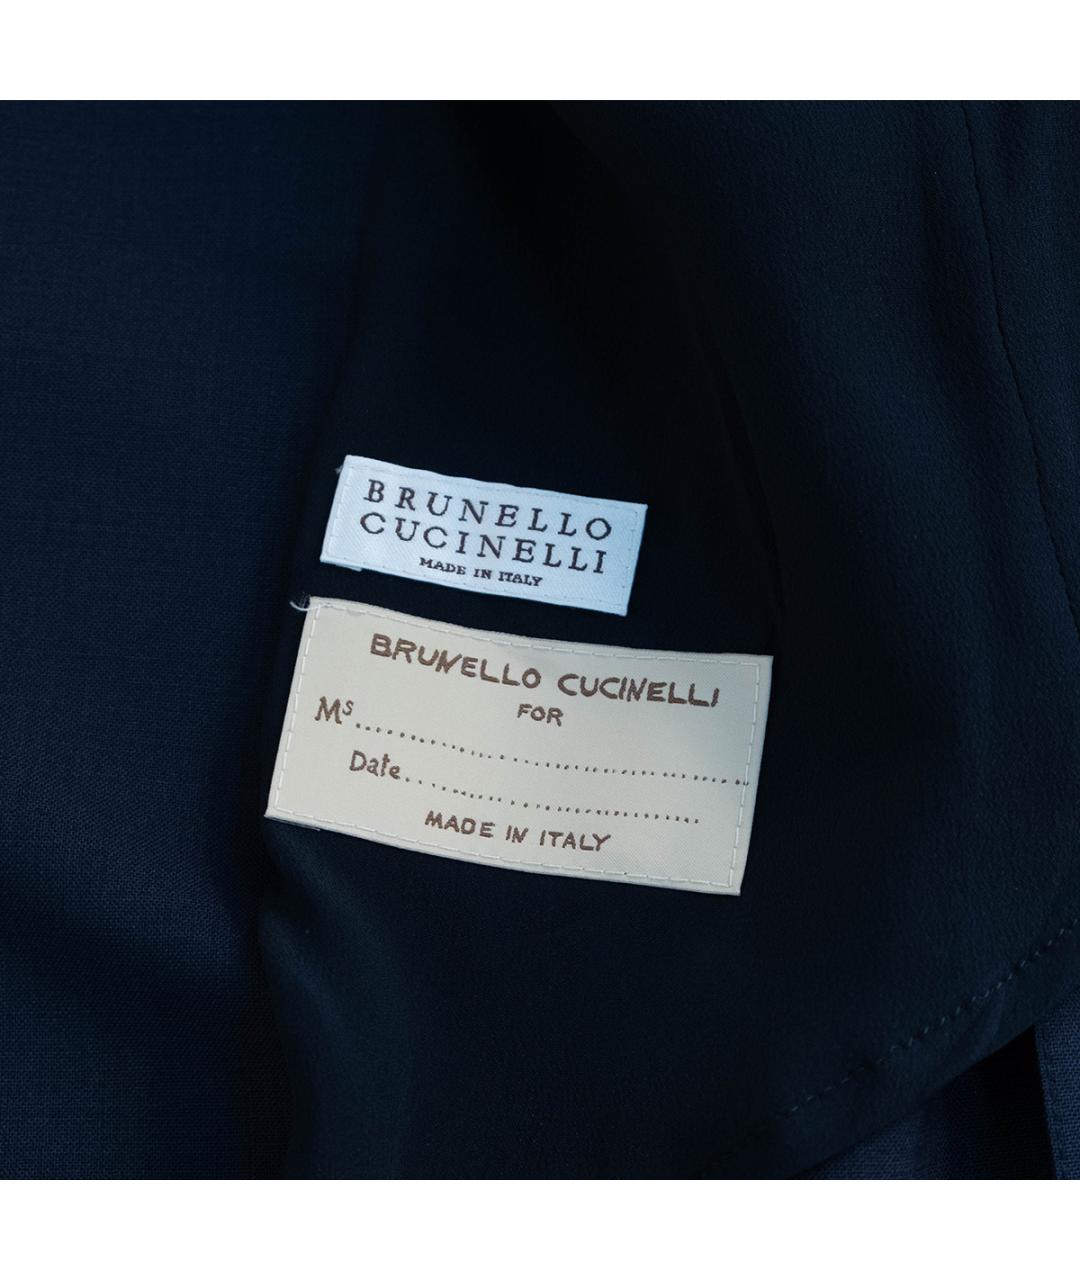 BRUNELLO
CUCINELLI
MADE IN ITALY
BRUNELLO CUCINELLI
FOR
Ms....................................................
Date........................................
MADE IN ITALY